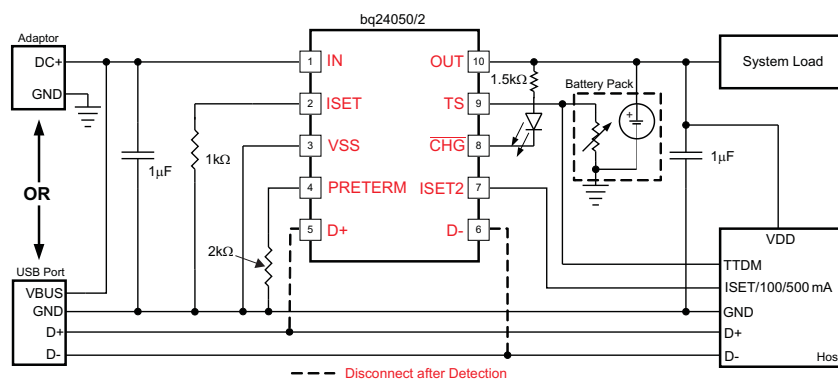 bq24050/2
Adaptor
DC+
GND
OR
USB Port
VBUS
GND
D+
D-
1µF
1kΩ
2kΩ
1 IN
2 ISET
3 VSS
4 PRETERM
5 D+
OUT 10
TS 9
CHG 8
ISET2 7
D- 6
1.5kΩ
Battery Pack
+
1µF
System Load
VDD
TTDM
ISET/100/500 mA
GND
D+
D-
Host
Disconnect after Detection